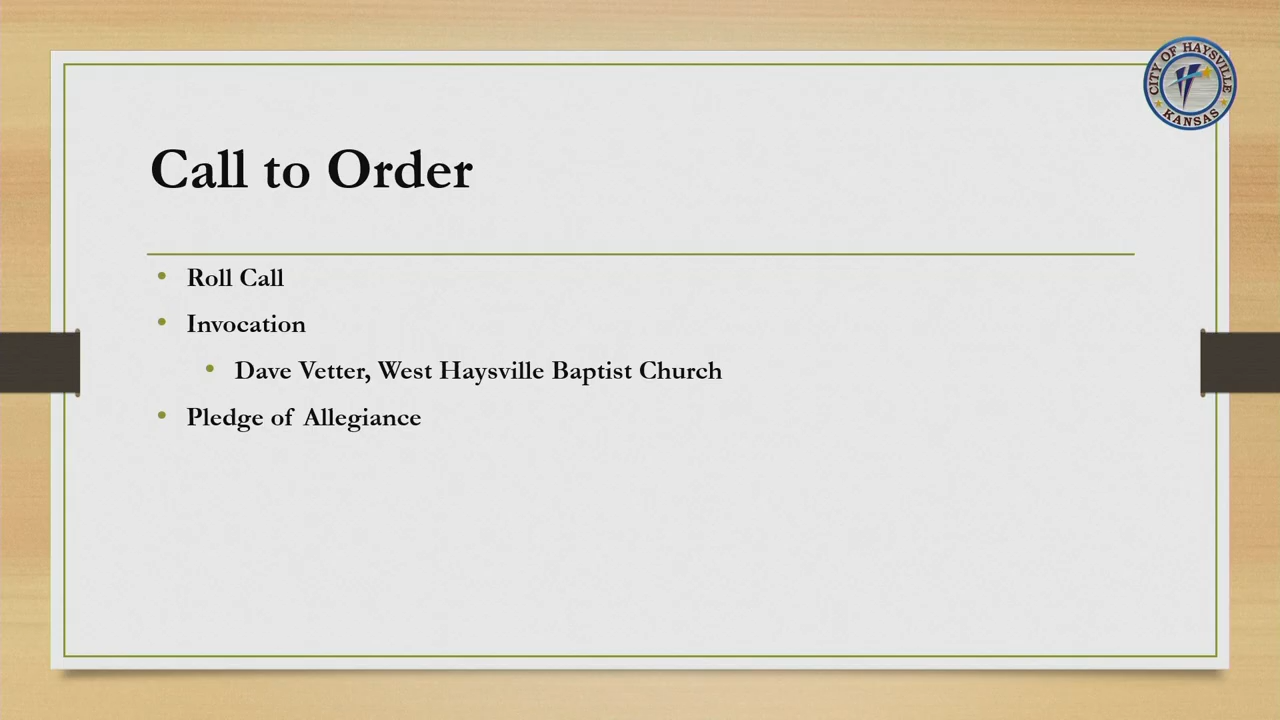 CITY OF HAYSVILLE
KANSAS
Call to Order
• Roll Call
• Invocation
• Dave Vetter, West Haysville Baptist Church
• Pledge of Allegiance